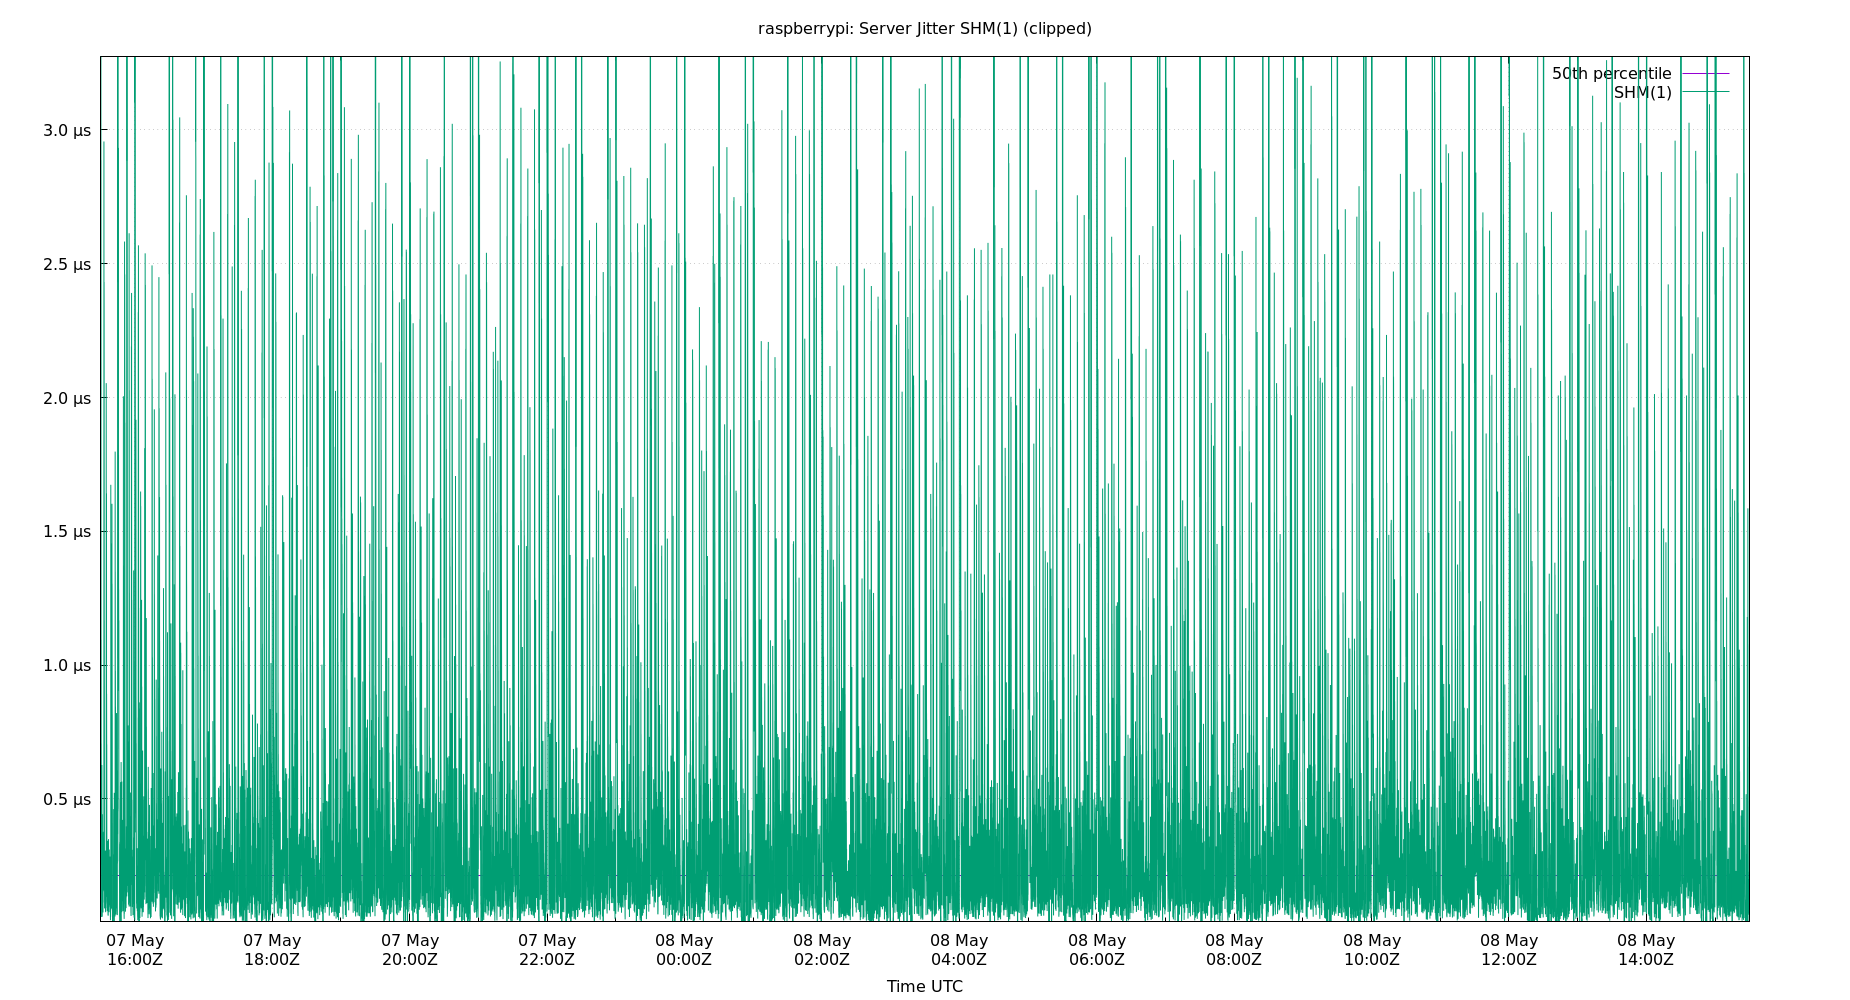 raspberrypi: Server Jitter SHM(1) (clipped)
50th percentile
SHM(1)
3.0 µs
2.5 µs
2.0 µs
1.5 µs
1.0 µs
0.5 µs
07 May 07 May 07 May 07 May 08 May 08 May 08 May 08 May 08 May 08 May 08 May 08 May
16:00Z 18:00Z 20:00Z 22:00Z 00:00Z 02:00Z 04:00Z 06:00Z 08:00Z 10:00Z 12:00Z 14:00Z
Time UTC